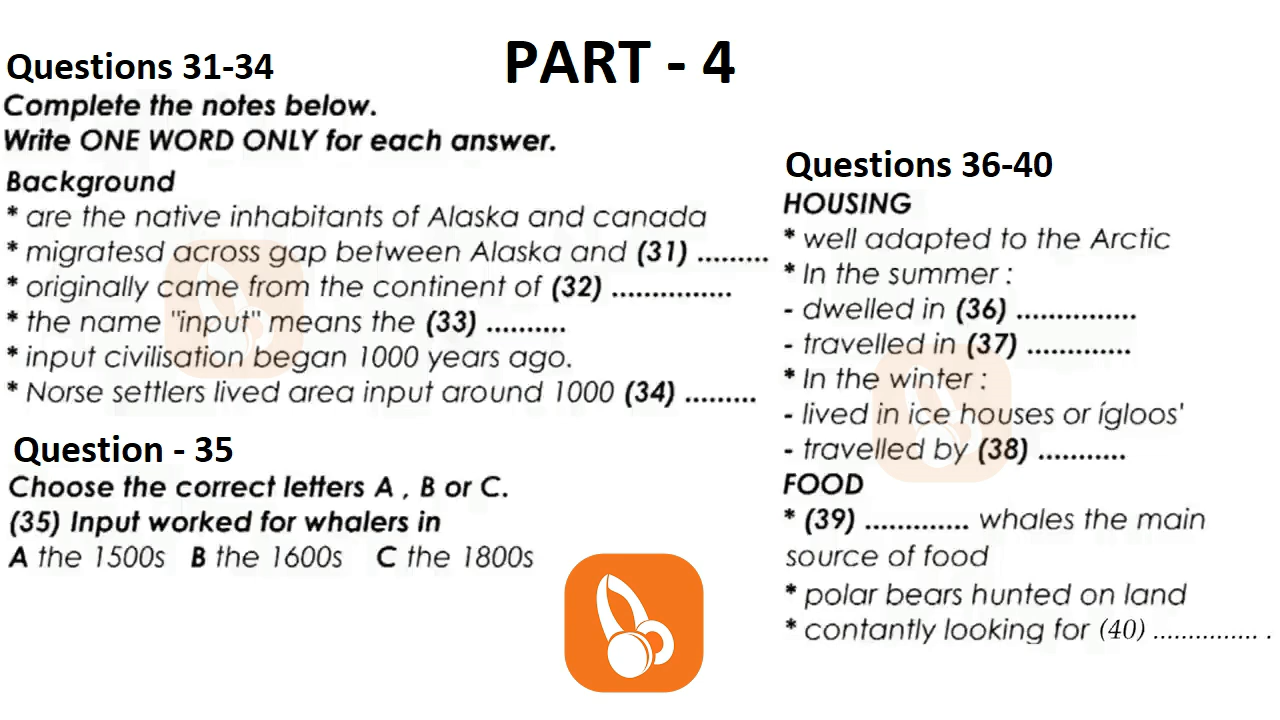 PART - 4
Questions 31-34
Complete the notes below.
Write ONE WORD ONLY for each answer.
Background
* are the native inhabitants of Alaska and canada
* migratesd across gap between Alaska and (31) .........
* originally came from the continent of (32) ...............
* the name "input" means the (33) ..........
* input civilisation began 1000 years ago.
* Norse settlers lived area input around 1000 (34) .........
Question - 35
Choose the correct letters A , B or C.
(35) Input worked for whalers in
A the 1500s B the 1600s C the 1800s
Questions 36-40
HOUSING
* well adapted to the Arctic
* In the summer :
- dwelled in (36) ...............
- travelled in (37) .............
* In the winter :
- lived in ice houses or ígloos'
- travelled by (38) ...........
FOOD
* (39) ............. whales the main
source of food
* polar bears hunted on land
* contantly looking for (40) ............... .